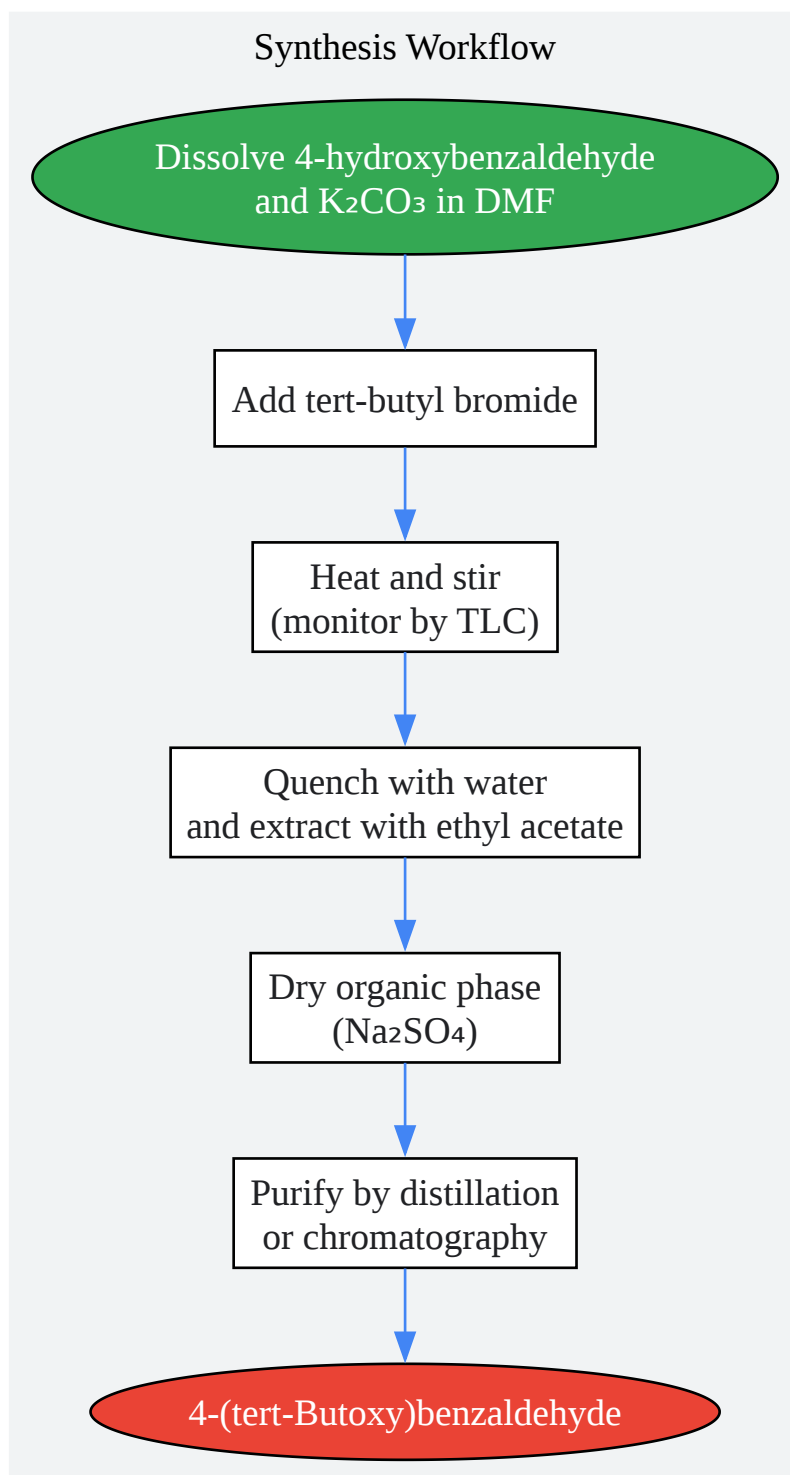 Synthesis Workflow
Dissolve 4-hydroxybenzaldehyde
and K₂CO₃ in DMF
Add tert-butyl bromide
Heat and stir
(monitor by TLC)
Quench with water
and extract with ethyl acetate
Dry organic phase
(Na₂SO₄)
Purify by distillation
or chromatography
4-(tert-Butoxy)benzaldehyde